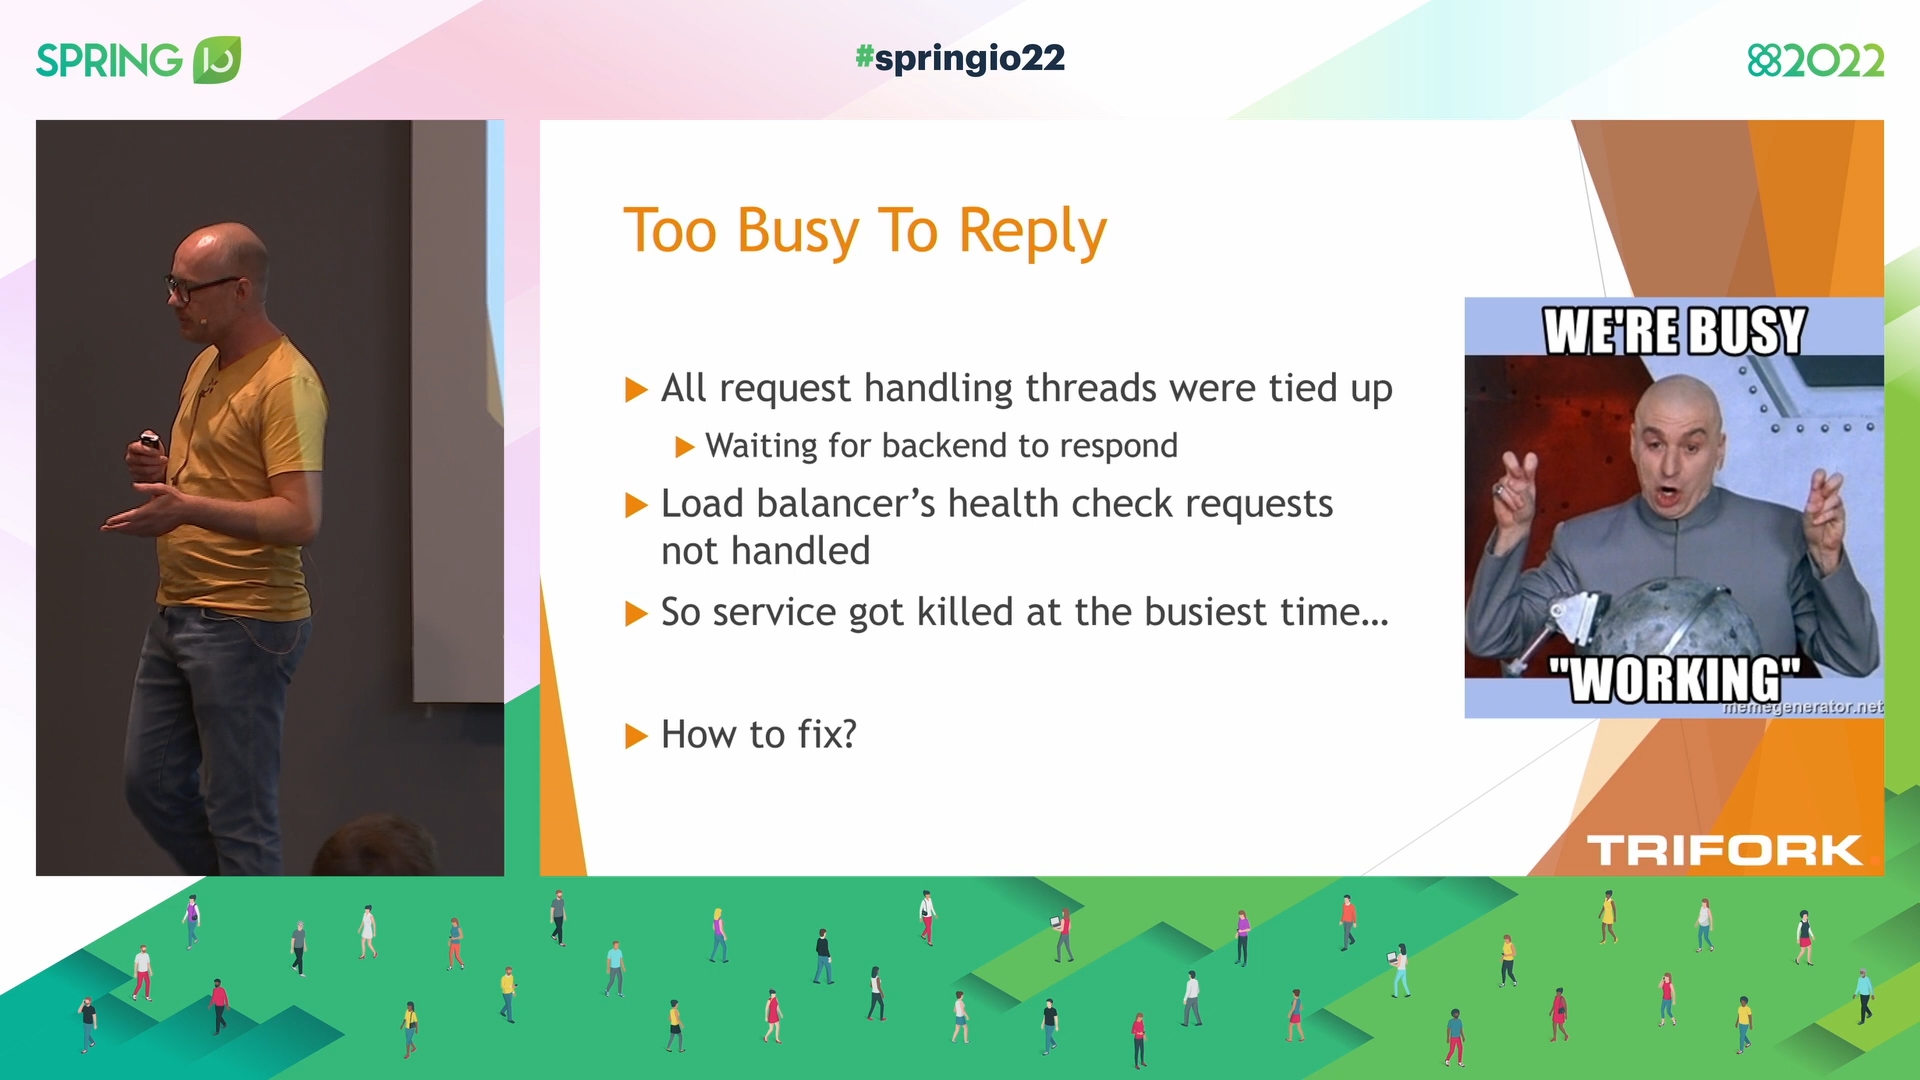 SPRING IO
#springio22
2022
Too Busy To Reply
All request handling threads were tied up
Waiting for backend to respond
Load balancer’s health check requests
not handled
So service got killed at the busiest time…
How to fix?
WE'RE BUSY
"WORKING"
memegenerator.net
TRIFORK